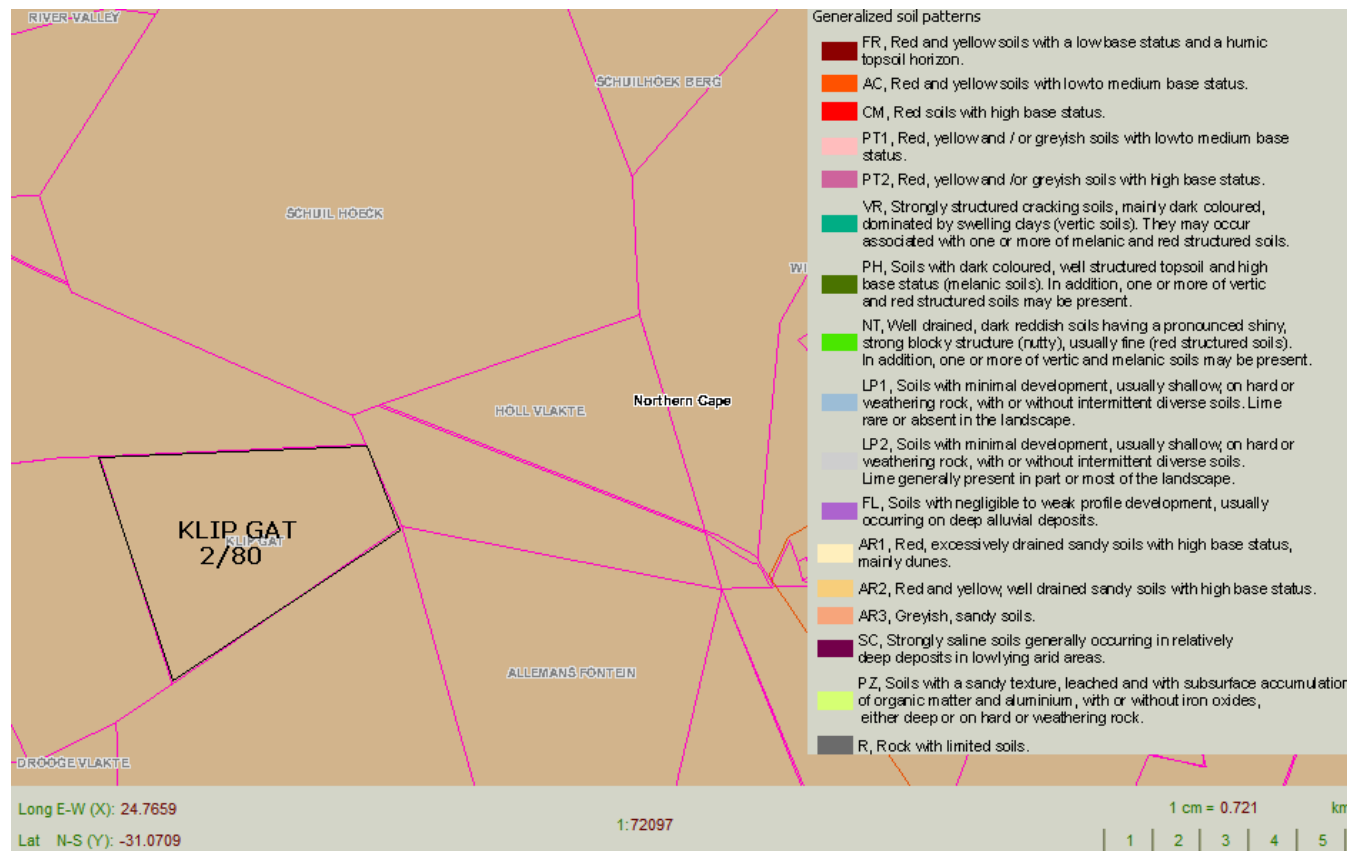 RIVER-VALLEY
SCHUILHOEK BERG
SCHUIL HOECK
WI
HOLL VLAKTE
Northern Cape
KLIP GAT
2/80
KLIP GAT
ALLEMANS FONTEIN
DROOGE VLAKTE
Generalized soil patterns
FR, Red and yellow soils with a low base status and a humic
topsoil horizon.
AC, Red and yellow soils with low to medium base status.
CM, Red soils with high base status.
PT1, Red, yellow and / or greyish soils with low to medium base
status.
PT2, Red, yellow and /or greyish soils with high base status.
VR, Strongly structured cracking soils, mainly dark coloured,
dominated by swelling clays (vertic soils). They may occur
associated with one or more of melanic and red structured soils.
PH, Soils with dark coloured, well structured topsoil and high
base status (melanic soils). In addition, one or more of vertic
and red structured soils may be present.
NT, Well drained, dark reddish soils having a pronounced shiny,
strong blocky structure (nutty), usually fine (red structured soils).
In addition, one or more of vertic and melanic soils may be present.
LP1, Soils with minimal development, usually shallow, on hard or
weathering rock, with or without intermittent diverse soils. Lime
rare or absent in the landscape.
LP2, Soils with minimal development, usually shallow, on hard or
weathering rock, with or without intermittent diverse soils.
Lime generally present in part or most of the landscape.
FL, Soils with negligible to weak profile development, usually
occurring on deep alluvial deposits.
AR1, Red, excessively drained sandy soils with high base status,
mainly dunes.
AR2, Red and yellow, well drained sandy soils with high base status.
AR3, Greyish, sandy soils.
SC, Strongly saline soils generally occurring in relatively
deep deposits in lowlying arid areas.
PZ, Soils with a sandy texture, leached and with subsurface accumulation
of organic matter and aluminium, with or without iron oxides,
either deep or on hard or weathering rock.
R, Rock with limited soils.
Long E-W (X): 24.7659
Lat N-S (Y): -31.0709
1:72097
1 cm = 0.721 km
1 2 3 4 5